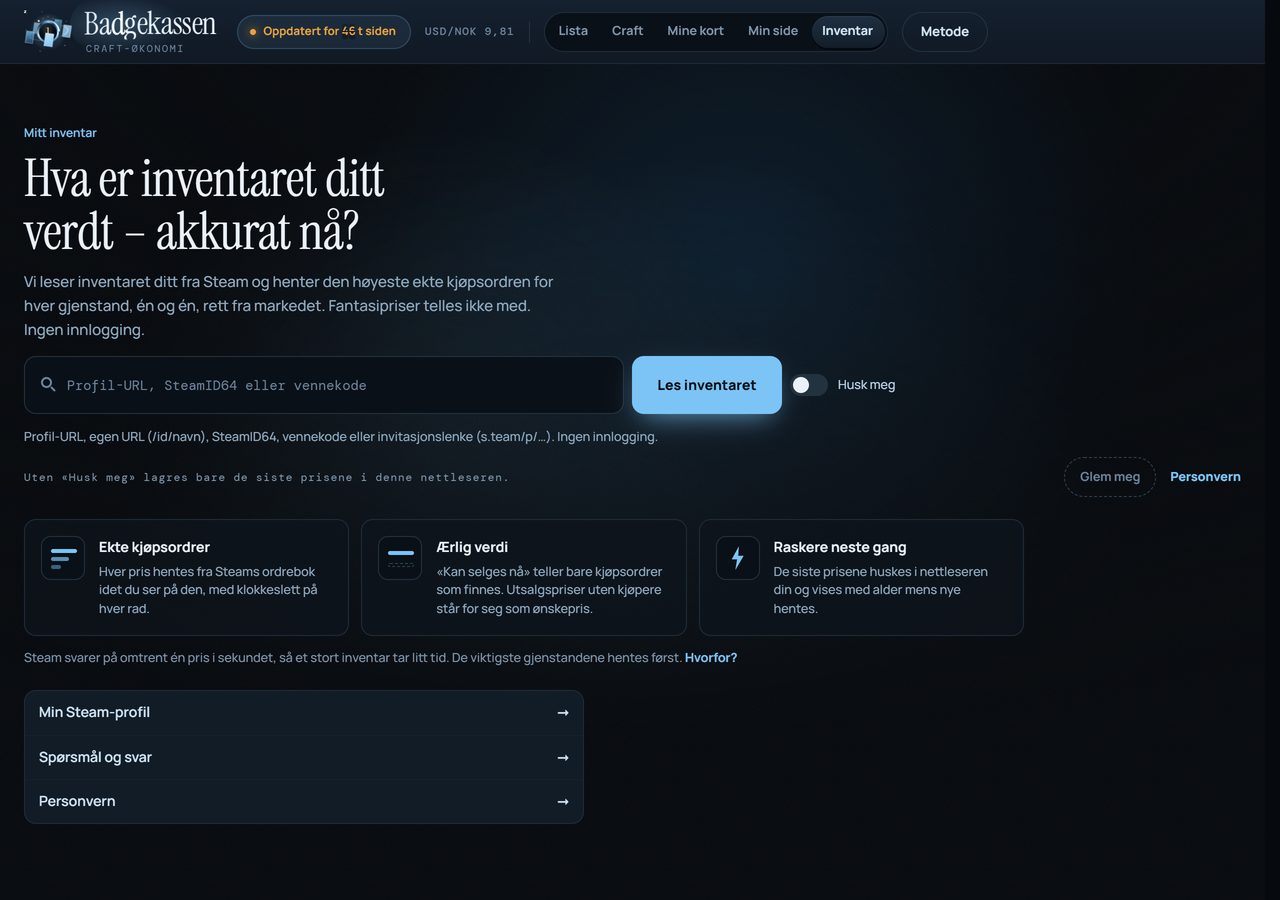 Badgekassen
CRAFT-ØKONOMI
Oppdatert for 46 t siden
USD/NOK 9,81
Lista
Craft
Mine kort
Min side
Inventar
Metode
Mitt inventar
Hva er inventaret ditt
verdt – akkurat nå?
Vi leser inventaret ditt fra Steam og henter den høyeste ekte kjøpsordren for
hver gjenstand, én og én, rett fra markedet. Fantasipriser telles ikke med.
Ingen innlogging.
Profil-URL, SteamID64 eller vennekode
Les inventaret
Husk meg
Profil-URL, egen URL (/id/navn), SteamID64, vennekode eller invitasjonslenke (s.team/p/…). Ingen innlogging.
Uten «Husk meg» lagres bare de siste prisene i denne nettleseren.
Glem meg
Personvern
Ekte kjøpsordrer
Hver pris hentes fra Steams ordrebok
idet du ser på den, med klokkeslett på
hver rad.
Ærlig verdi
«Kan selges nå» teller bare kjøpsordrer
som finnes. Utsalgspriser uten kjøpere
står for seg som ønskepris.
Raskere neste gang
De siste prisene huskes i nettleseren
din og vises med alder mens nye
hentes.
Steam svarer på omtrent én pris i sekundet, så et stort inventar tar litt tid. De viktigste gjenstandene hentes først. Hvorfor?
Min Steam-profil →
Spørsmål og svar →
Personvern →